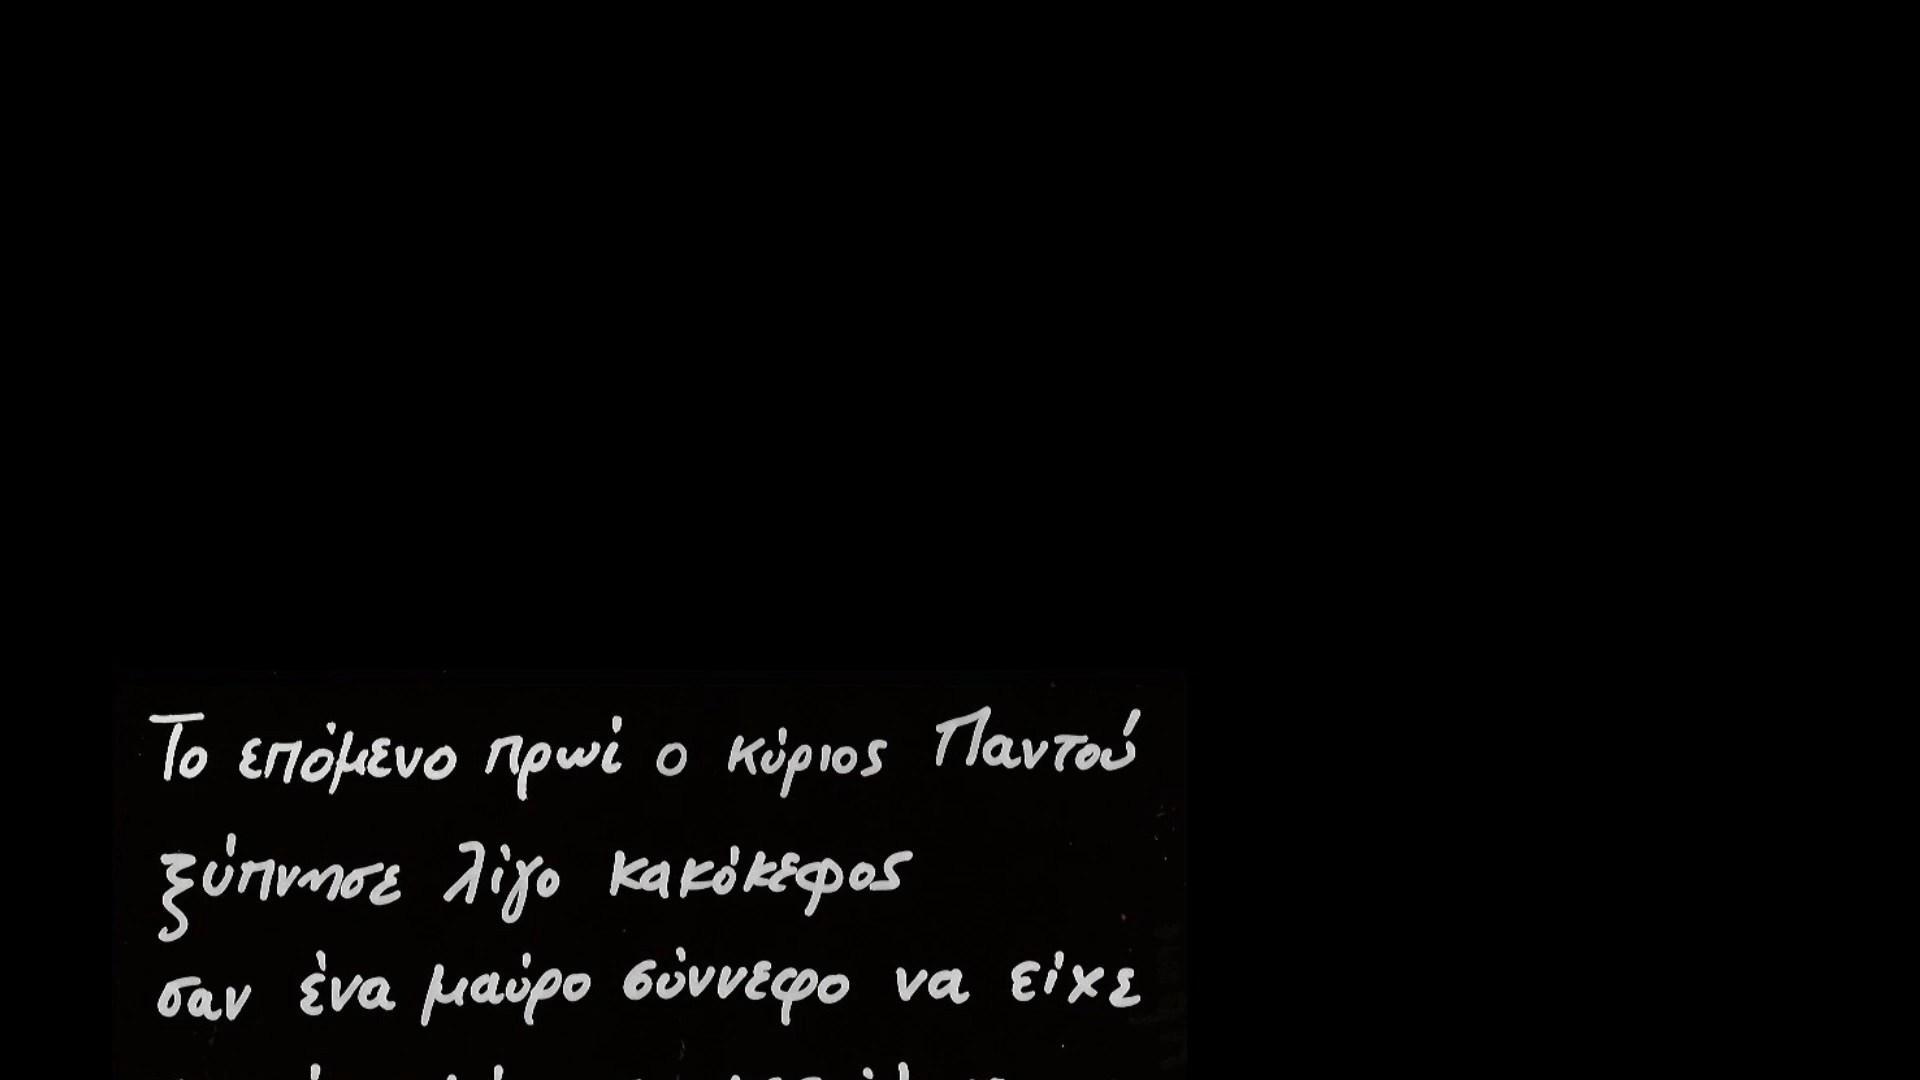 Το επόμενο πρωί ο κύριος Παντού
ξύπνησε λίγο κακόκεφος
σαν ένα μαύρο σύννεφο να είχε